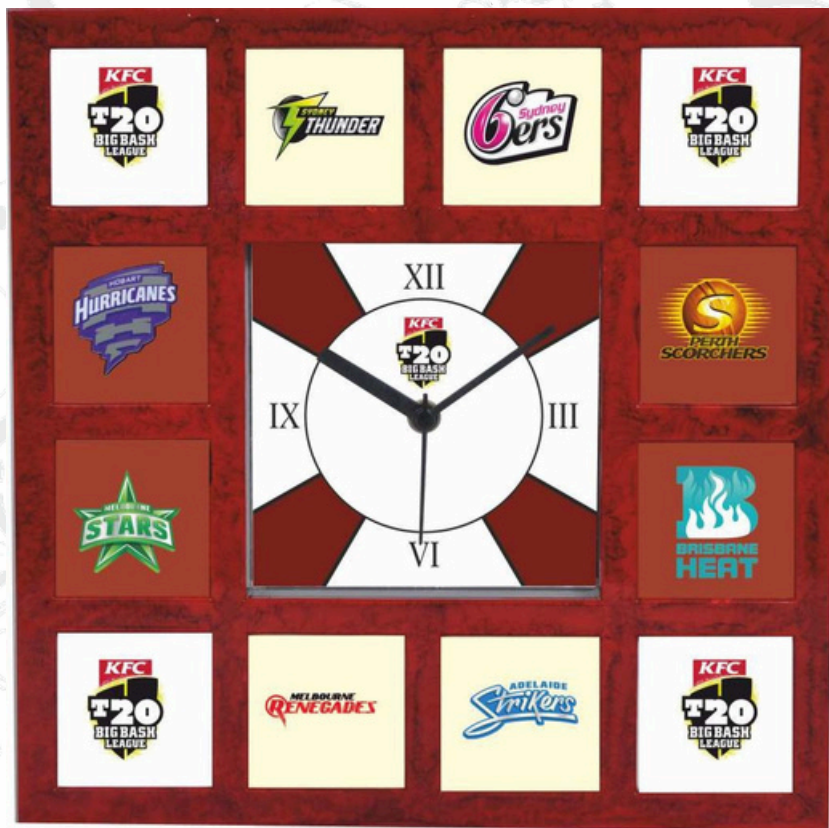 KFC
T20
BIG BASH
LEAGUE
SYDNEY
THUNDER
Sydney
6ers
KFC
T20
BIG BASH
LEAGUE
HOBART
HURRICANES
XII
KFC
T20
BIG BASH
LEAGUE
IX
III
VI
PERTH
SCORCHERS
MELBOURNE
STARS
B
BRISBANE
HEAT
KFC
T20
BIG BASH
LEAGUE
MELBOURNE
RENEGADES
ADELAIDE
Strikers
KFC
T20
BIG BASH
LEAGUE